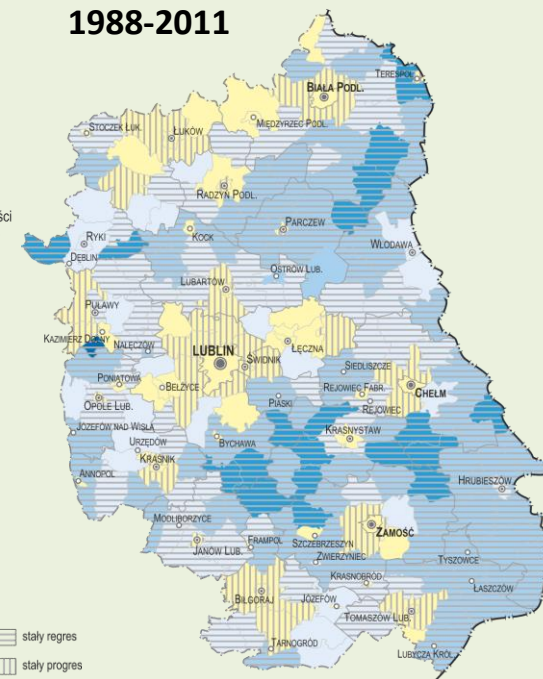 1988-2011
TERESPOL
BIAŁA PODL.
MIĘDZYRZEC PODL.
STOCZEK ŁUK.
ŁUKÓW
RADZYŃ PODL.
ści
PARCZEW
RYKI
KOCK
WŁODAWA
DĘBLIN
OSTRÓW LUB.
LUBARTÓW
PUŁAWY
KAZIMIERZ DOLNY
NAŁĘCZÓW
LUBLIN
ŁĘCZNA
ŚWIDNIK
SIEDLISZCZE
PONIATOWA
BEŁŻYCE
REJOWIEC FABR.
CHEŁM
OPOLE LUB.
PIASKI
REJOWIEC
JÓZEFÓW NAD WISŁĄ
KRASNYSTAW
URZĘDÓW
BYCHAWA
KRAŚNIK
ANNOPOL
HRUBIESZÓW
MODLIBORZYCE
ZAMOŚĆ
FRAMPOL
SZCZEBRZESZYN
JANÓW LUB.
ZWIERZYNIEC
TYSZOWCE
KRASNOBRÓD
ŁASZCZÓW
BIŁGORAJ
JÓZEFÓW
TOMASZÓW LUB.
stały regres
TARNOGRÓD
LUBYCZA KRÓL.
stały progres